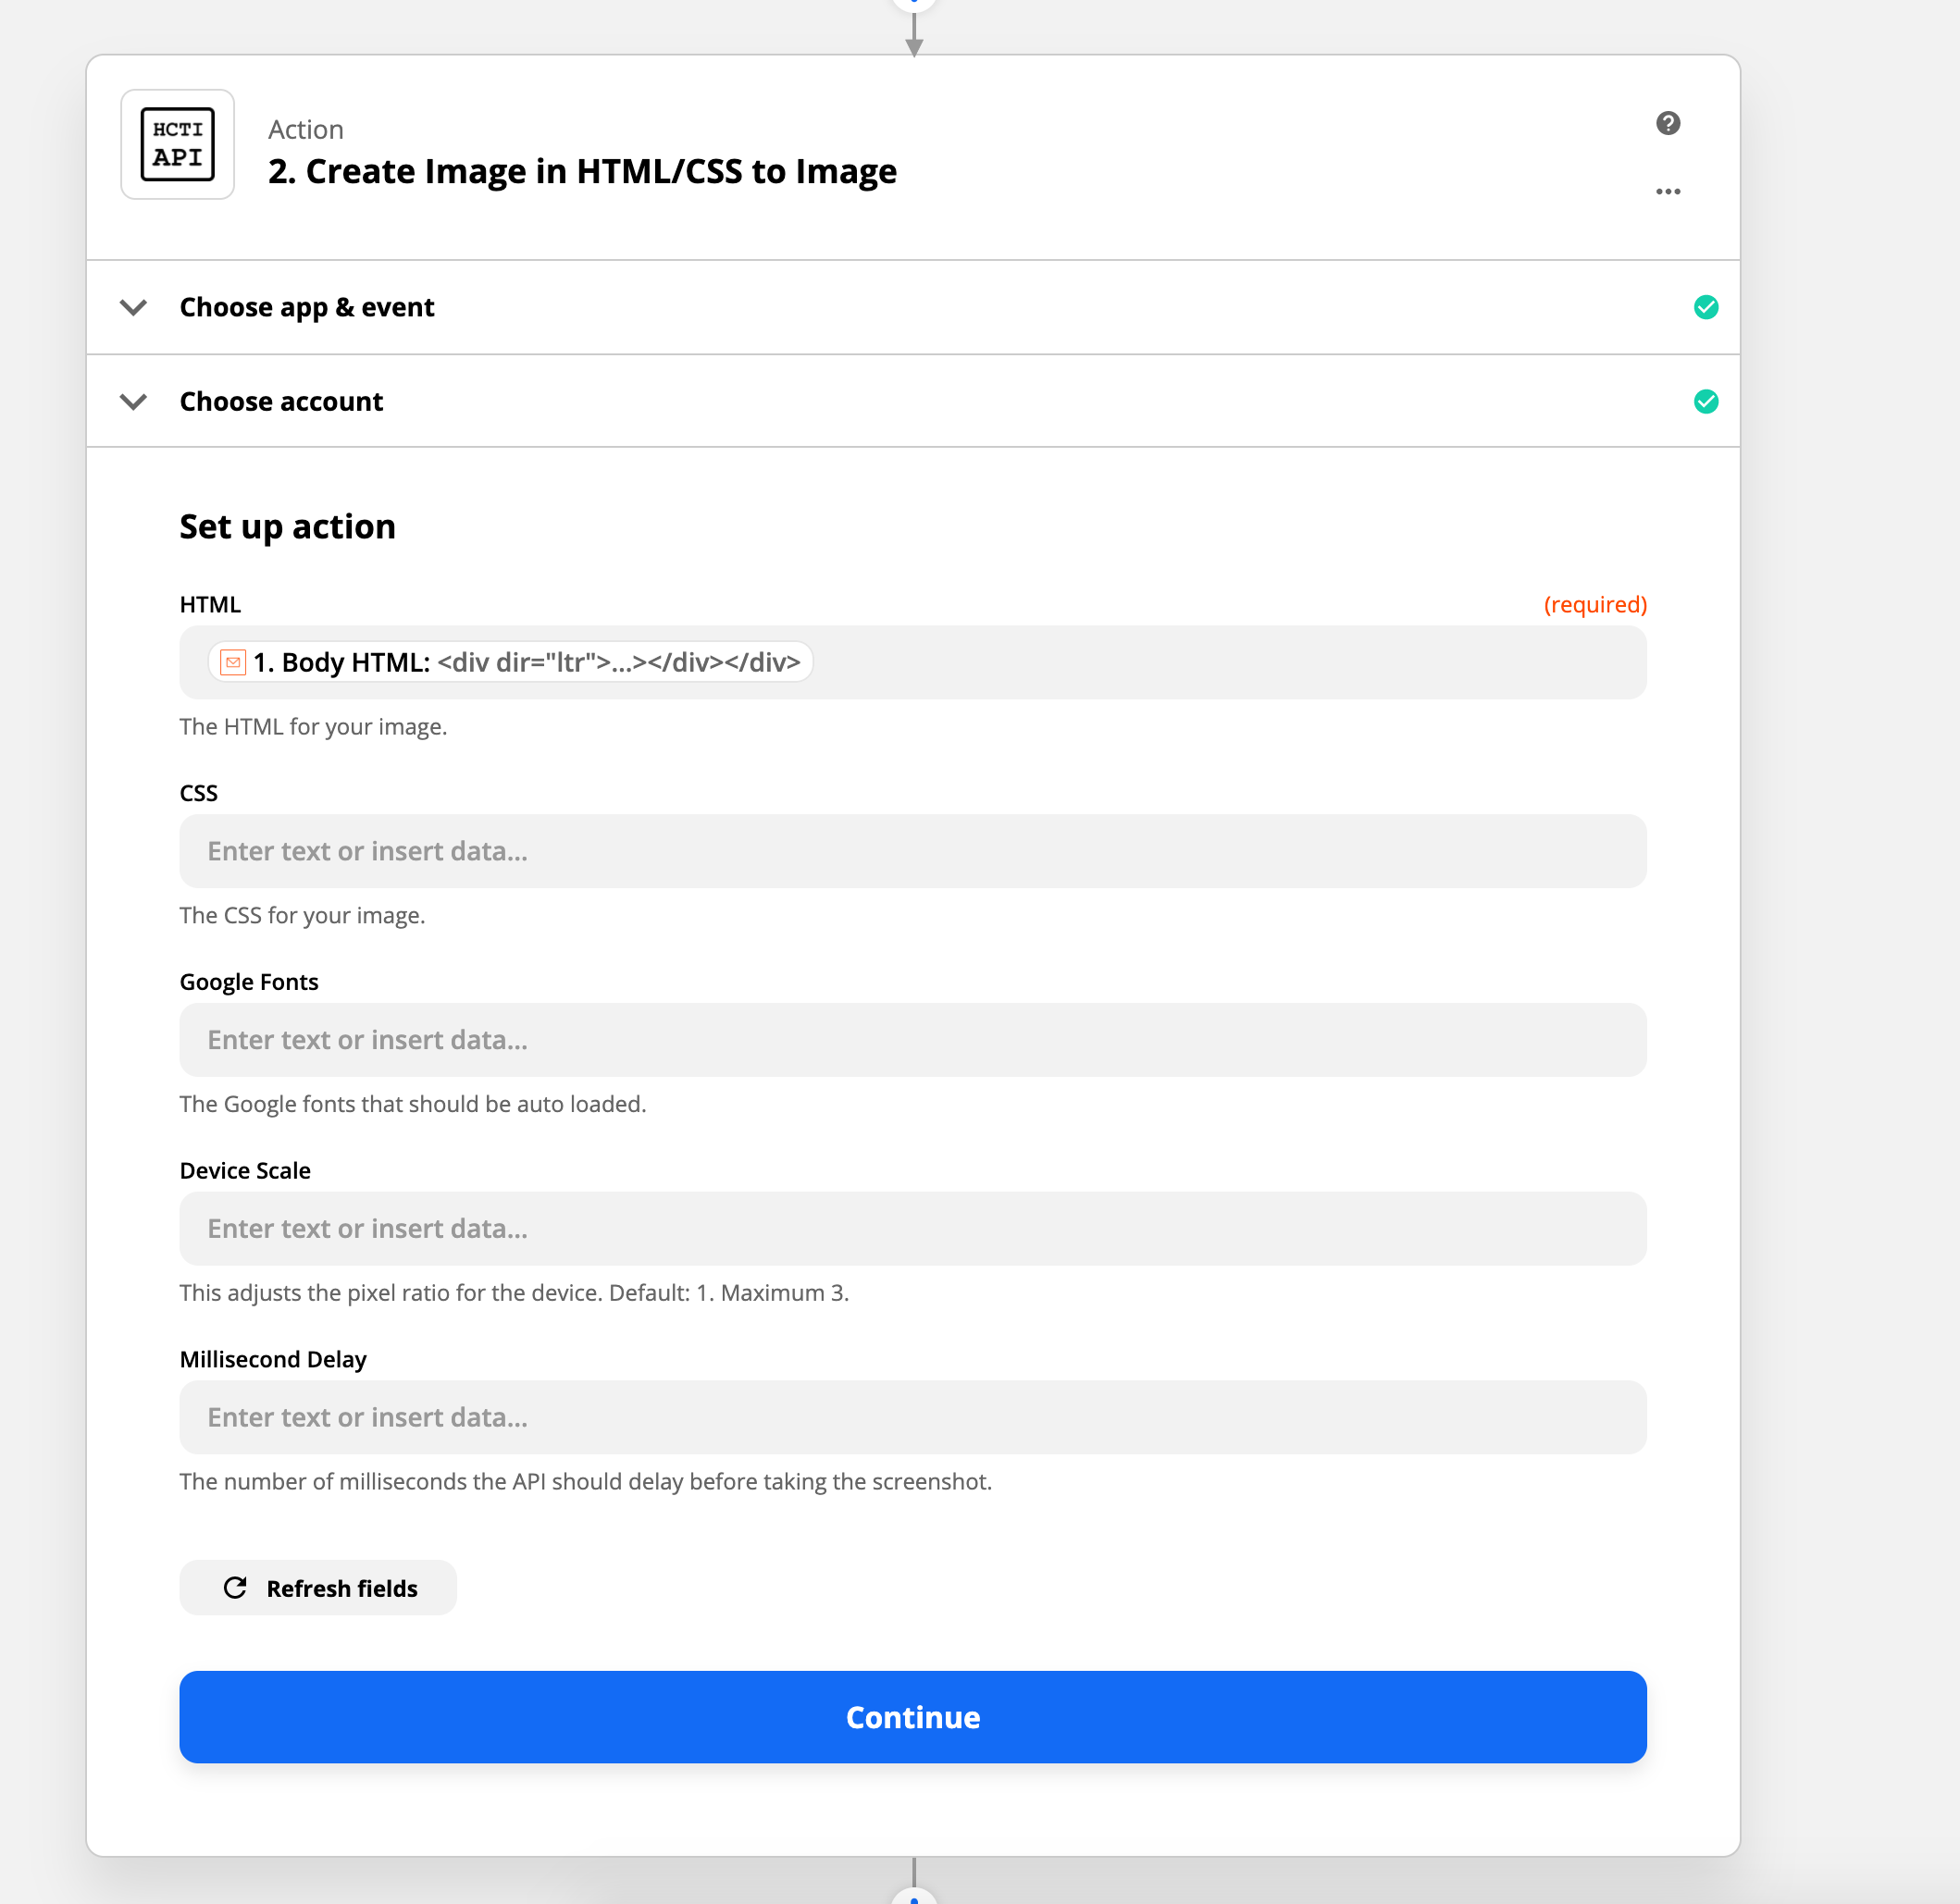 HCTI
API
Action
2. Create Image in HTML/CSS to Image
Choose app & event
Choose account
Set up action
HTML (required)
1. Body HTML: <div dir="ltr">...></div></div>
The HTML for your image.
CSS
Enter text or insert data...
The CSS for your image.
Google Fonts
Enter text or insert data...
The Google fonts that should be auto loaded.
Device Scale
Enter text or insert data...
This adjusts the pixel ratio for the device. Default: 1. Maximum 3.
Millisecond Delay
Enter text or insert data...
The number of milliseconds the API should delay before taking the screenshot.
Refresh fields
Continue